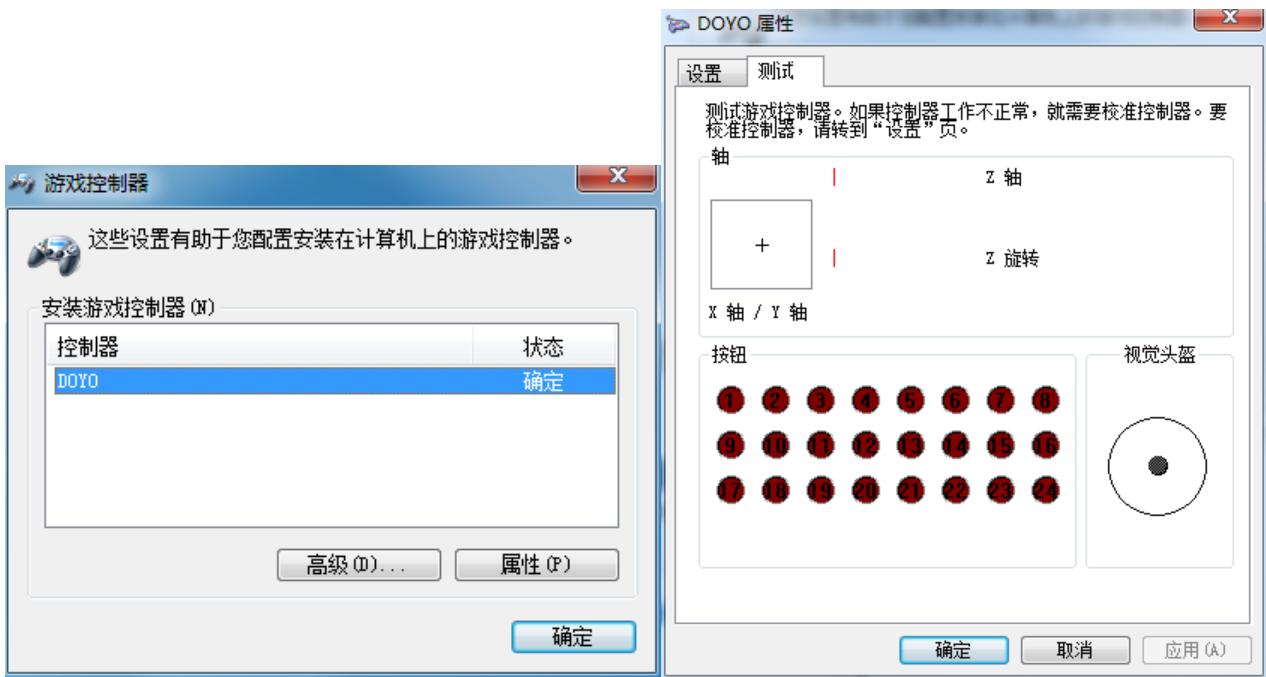 游戏控制器
这些设置有助于您配置安装在计算机上的游戏控制器。
安装游戏控制器(N)
控制器 状态
DOYO 确定
高级(D)... 属性(P)
确定
DOYO 属性
设置 测试
测试游戏控制器。如果控制器工作不正常，就需要校准控制器。要
校准控制器，请转到“设置”页。
轴
Z 轴
Z 旋转
X 轴 / Y 轴
按钮
1 2 3 4 5 6 7 8
9 10 11 12 13 14 15 16
17 18 19 20 21 22 23 24
视觉头盔
确定 取消 应用(A)